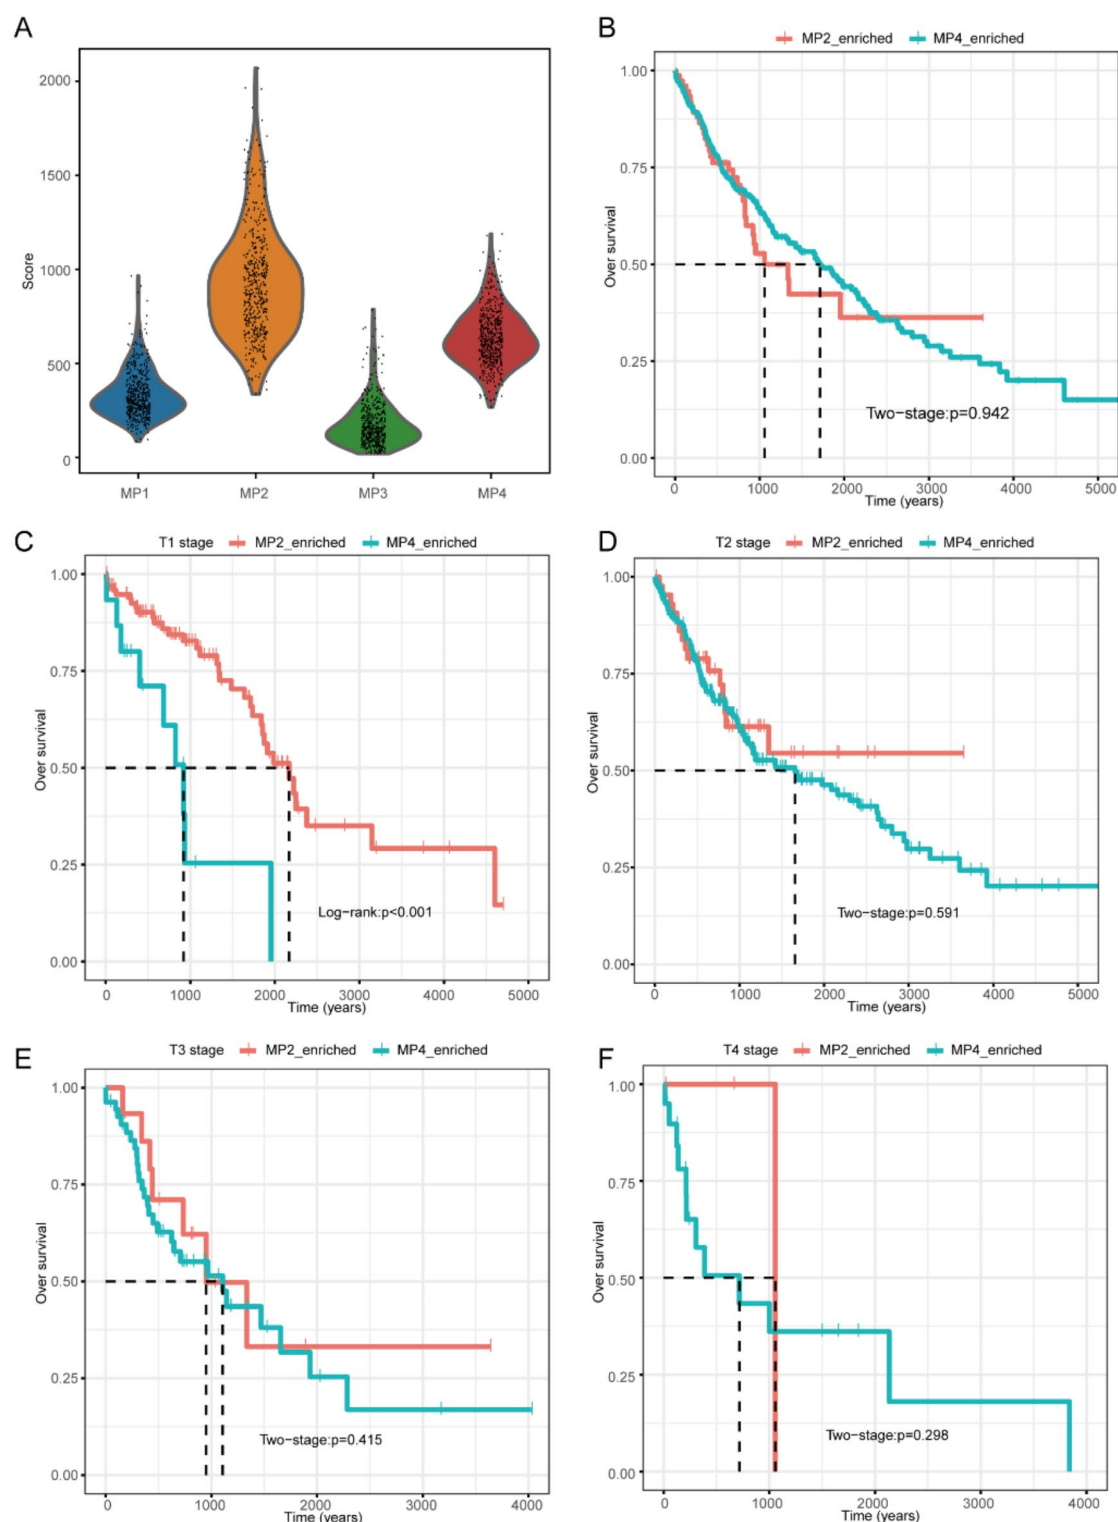 A
Score
2000
1500
1000
500
0
MP1 MP2 MP3 MP4
B
MP2_enriched MP4_enriched
Over survival
1.00
0.75
0.50
0.25
0.00
Two−stage:p=0.942
0 1000 2000 3000 4000 5000
Time (years)
C
T1 stage MP2_enriched MP4_enriched
Over survival
1.00
0.75
0.50
0.25
0.00
Log−rank:p<0.001
0 1000 2000 3000 4000 5000
Time (years)
D
T2 stage MP2_enriched MP4_enriched
Over survival
1.00
0.75
0.50
0.25
0.00
Two−stage:p=0.591
0 1000 2000 3000 4000 5000
Time (years)
E
T3 stage MP2_enriched MP4_enriched
Over survival
1.00
0.75
0.50
0.25
0.00
Two−stage:p=0.415
0 1000 2000 3000 4000
Time (years)
F
T4 stage MP2_enriched MP4_enriched
Over survival
1.00
0.75
0.50
0.25
0.00
Two−stage:p=0.298
0 1000 2000 3000 4000
Time (years)